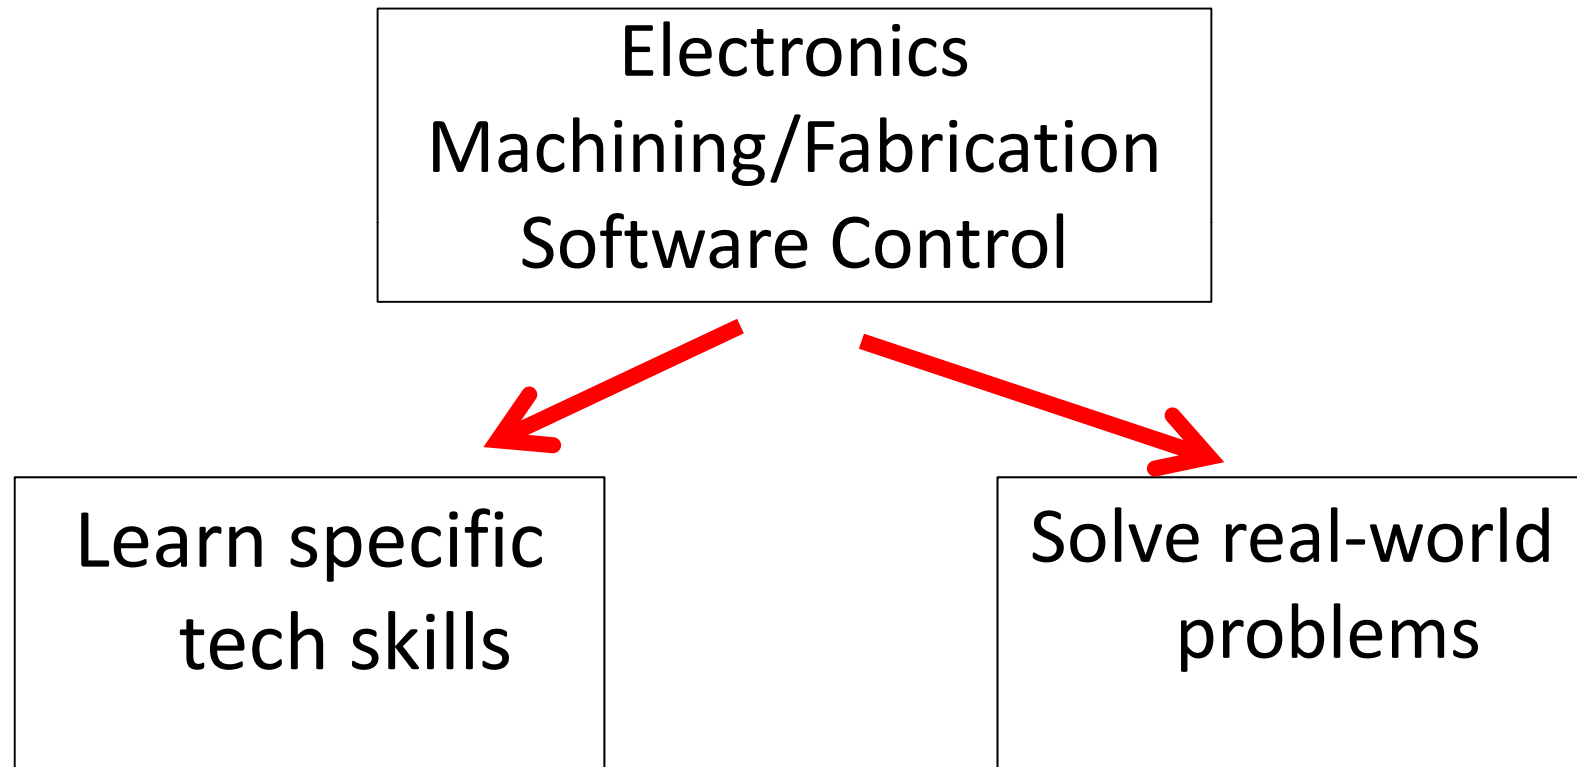 Electronics
Machining/Fabrication
Software Control
Learn specific
tech skills
Solve real-world
problems